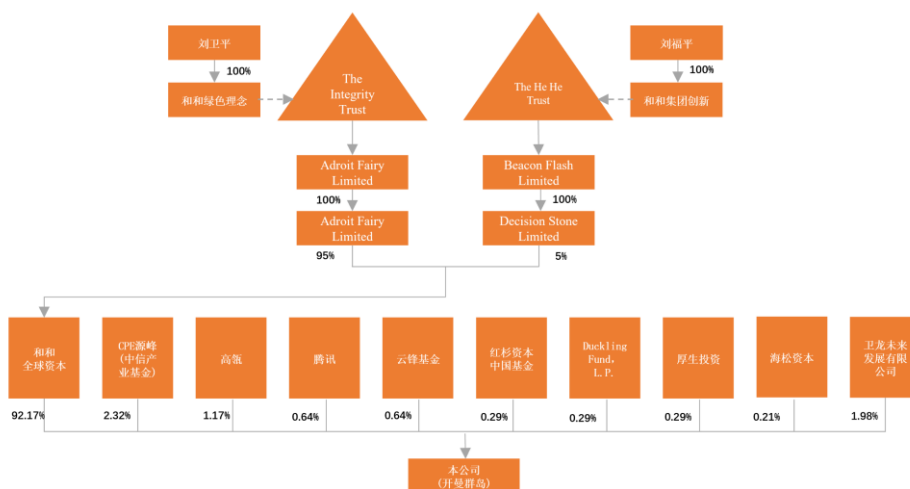 刘卫平
100%
和和绿色理念
The
Integrity
Trust
The He He
Trust
刘福平
100%
和和集团创新
Adroit Fairy
Limited
100%
Adroit Fairy
Limited
95%
Beacon Flash
Limited
100%
Decision Stone
Limited
5%
和和
全球资本
CPE源峰
(中信产
业基金)
高瓴
腾讯
云锋基金
红杉资本
中国基金
Duckling
Fund,
L.P.
厚生投资
海松资本
卫龙未来
发展有限
公司
92.17%
2.32%
1.17%
0.64%
0.64%
0.29%
0.29%
0.29%
0.21%
1.98%
本公司
(开曼群岛)